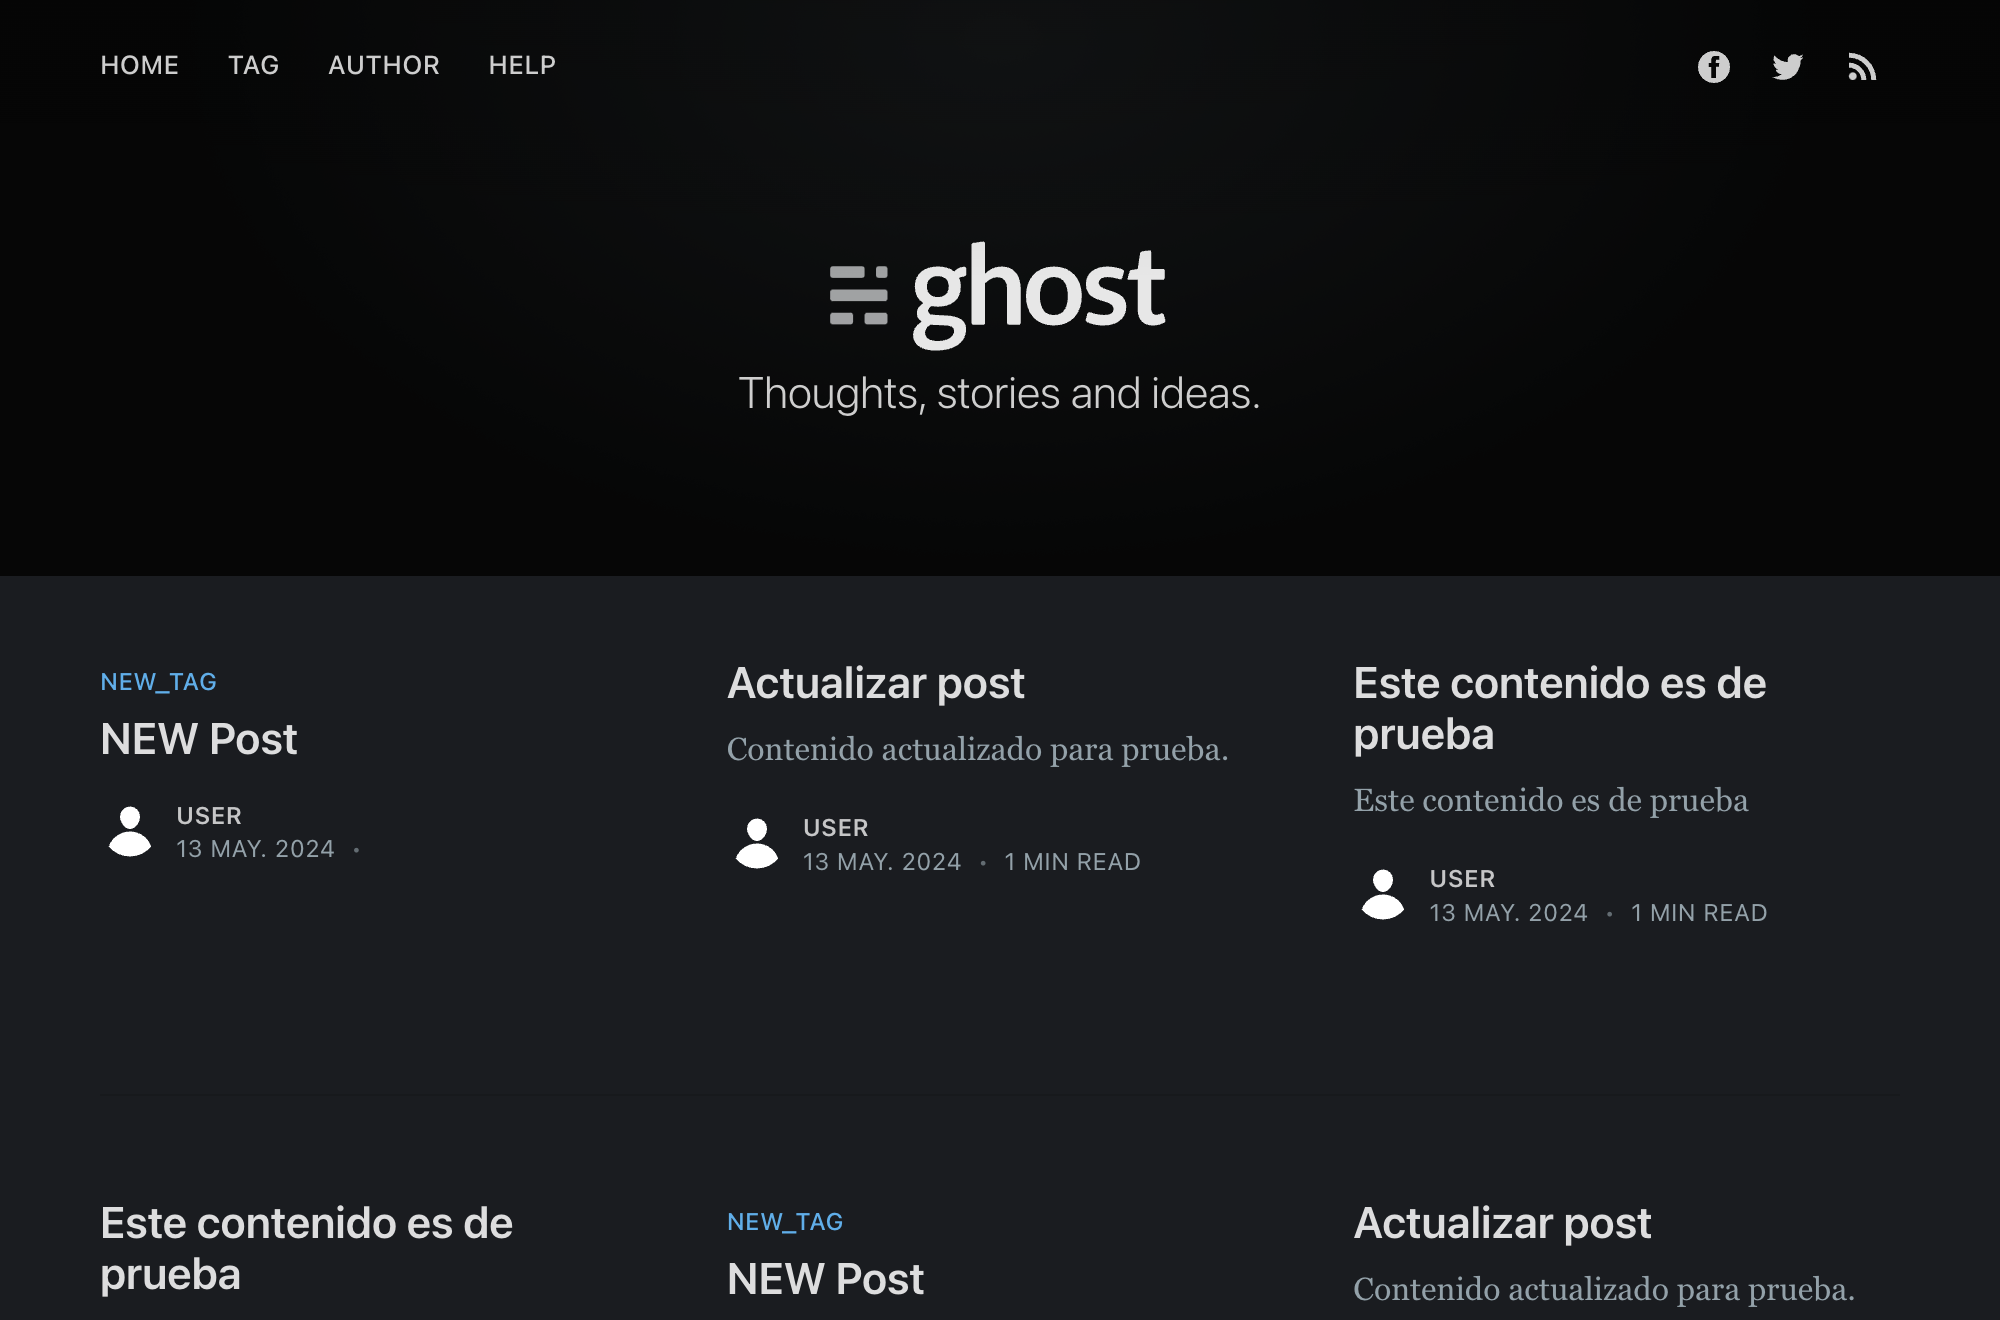 HOME TAG AUTHOR HELP
ghost
Thoughts, stories and ideas.
NEW_TAG
NEW Post
USER
13 MAY. 2024 •
Actualizar post
Contenido actualizado para prueba.
USER
13 MAY. 2024 • 1 MIN READ
Este contenido es de
prueba
Este contenido es de prueba
USER
13 MAY. 2024 • 1 MIN READ
Este contenido es de
prueba
NEW_TAG
NEW Post
Actualizar post
Contenido actualizado para prueba.